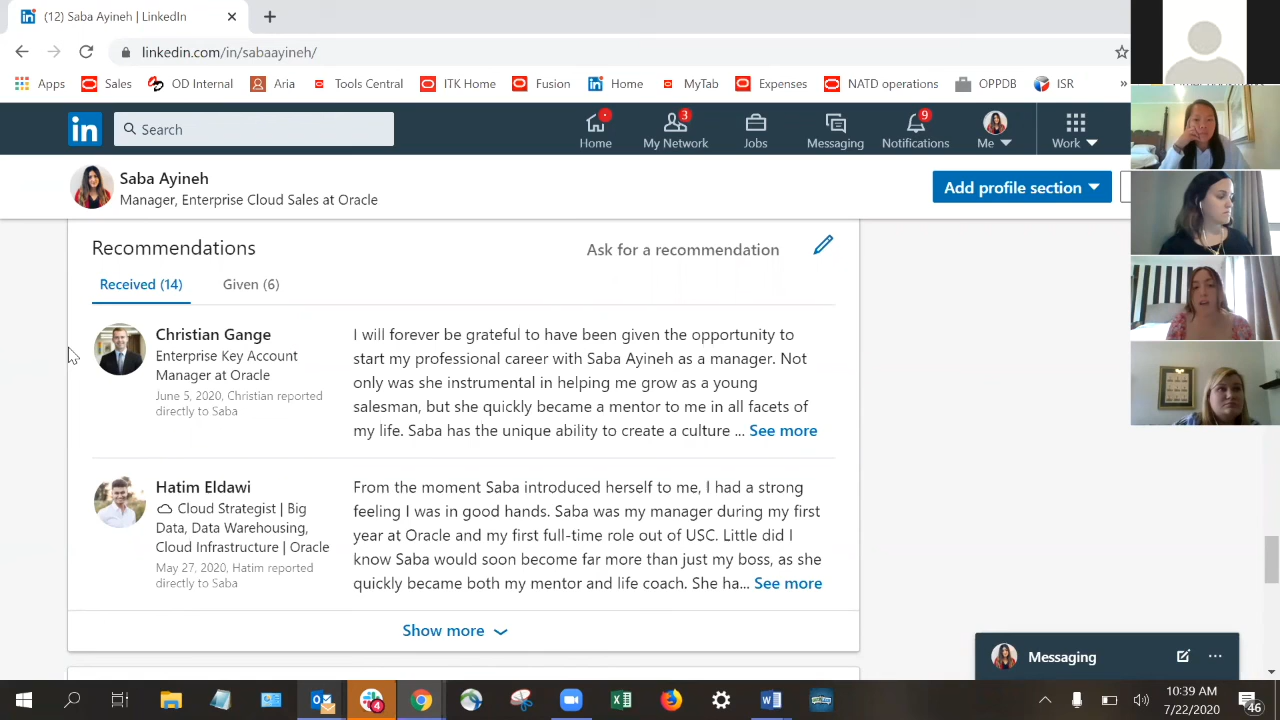 (12) Saba Ayineh | LinkedIn
linkedin.com/in/sabaayineh/
Apps Sales OD Internal Aria Tools Central ITK Home Fusion Home MyTab Expenses NATD operations OPPDB ISR »
in Search
Home
3 My Network
Jobs
Messaging
9 Notifications
Me
Work
Saba Ayineh
Manager, Enterprise Cloud Sales at Oracle
Add profile section
Recommendations
Ask for a recommendation
Received (14) Given (6)
Christian Gange
Enterprise Key Account
Manager at Oracle
June 5, 2020, Christian reported
directly to Saba
I will forever be grateful to have been given the opportunity to
start my professional career with Saba Ayineh as a manager. Not
only was she instrumental in helping me grow as a young
salesman, but she quickly became a mentor to me in all facets of
my life. Saba has the unique ability to create a culture ... See more
Hatim Eldawi
Cloud Strategist | Big
Data, Data Warehousing,
Cloud Infrastructure | Oracle
May 27, 2020, Hatim reported
directly to Saba
From the moment Saba introduced herself to me, I had a strong
feeling I was in good hands. Saba was my manager during my first
year at Oracle and my first full-time role out of USC. Little did I
know Saba would soon become far more than just my boss, as she
quickly became both my mentor and life coach. She ha... See more
Show more
Messaging
4
10:39 AM
7/22/2020
46